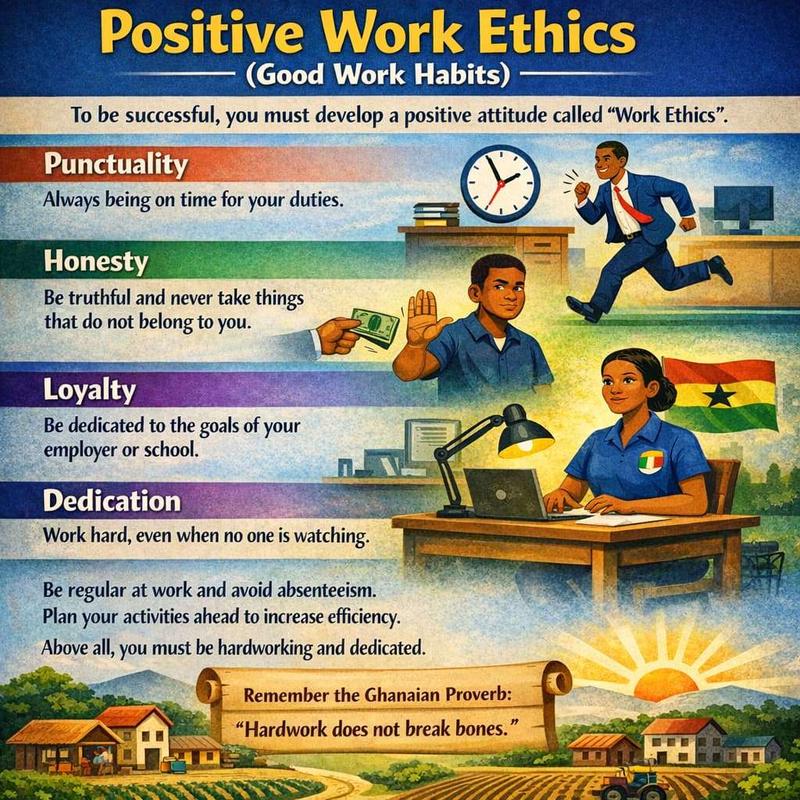 Positive Work Ethics
(Good Work Habits)
To be successful, you must develop a positive attitude called “Work Ethics”.
Punctuality
Always being on time for your duties.
Honesty
Be truthful and never take things
that do not belong to you.
Loyalty
Be dedicated to the goals of your
employer or school.
Dedication
Work hard, even when no one is watching.
Be regular at work and avoid absenteeism.
Plan your activities ahead to increase efficiency.
Above all, you must be hardworking and dedicated.
Remember the Ghanaian Proverb:
“Hardwork does not break bones.”